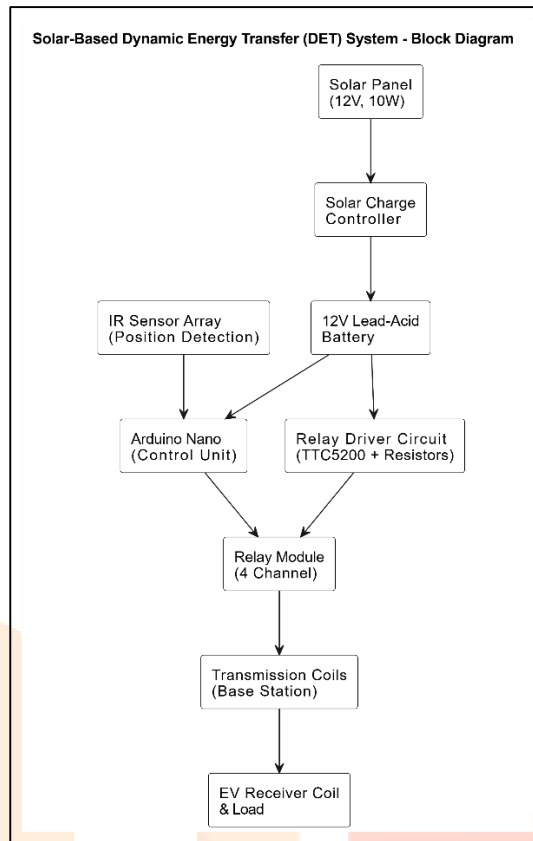 Solar-Based Dynamic Energy Transfer (DET) System - Block Diagram
Solar Panel
(12V, 10W)
Solar Charge
Controller
IR Sensor Array
(Position Detection)
12V Lead-Acid
Battery
Arduino Nano
(Control Unit)
Relay Driver Circuit
(TTC5200 + Resistors)
Relay Module
(4 Channel)
Transmission Coils
(Base Station)
EV Receiver Coil
& Load